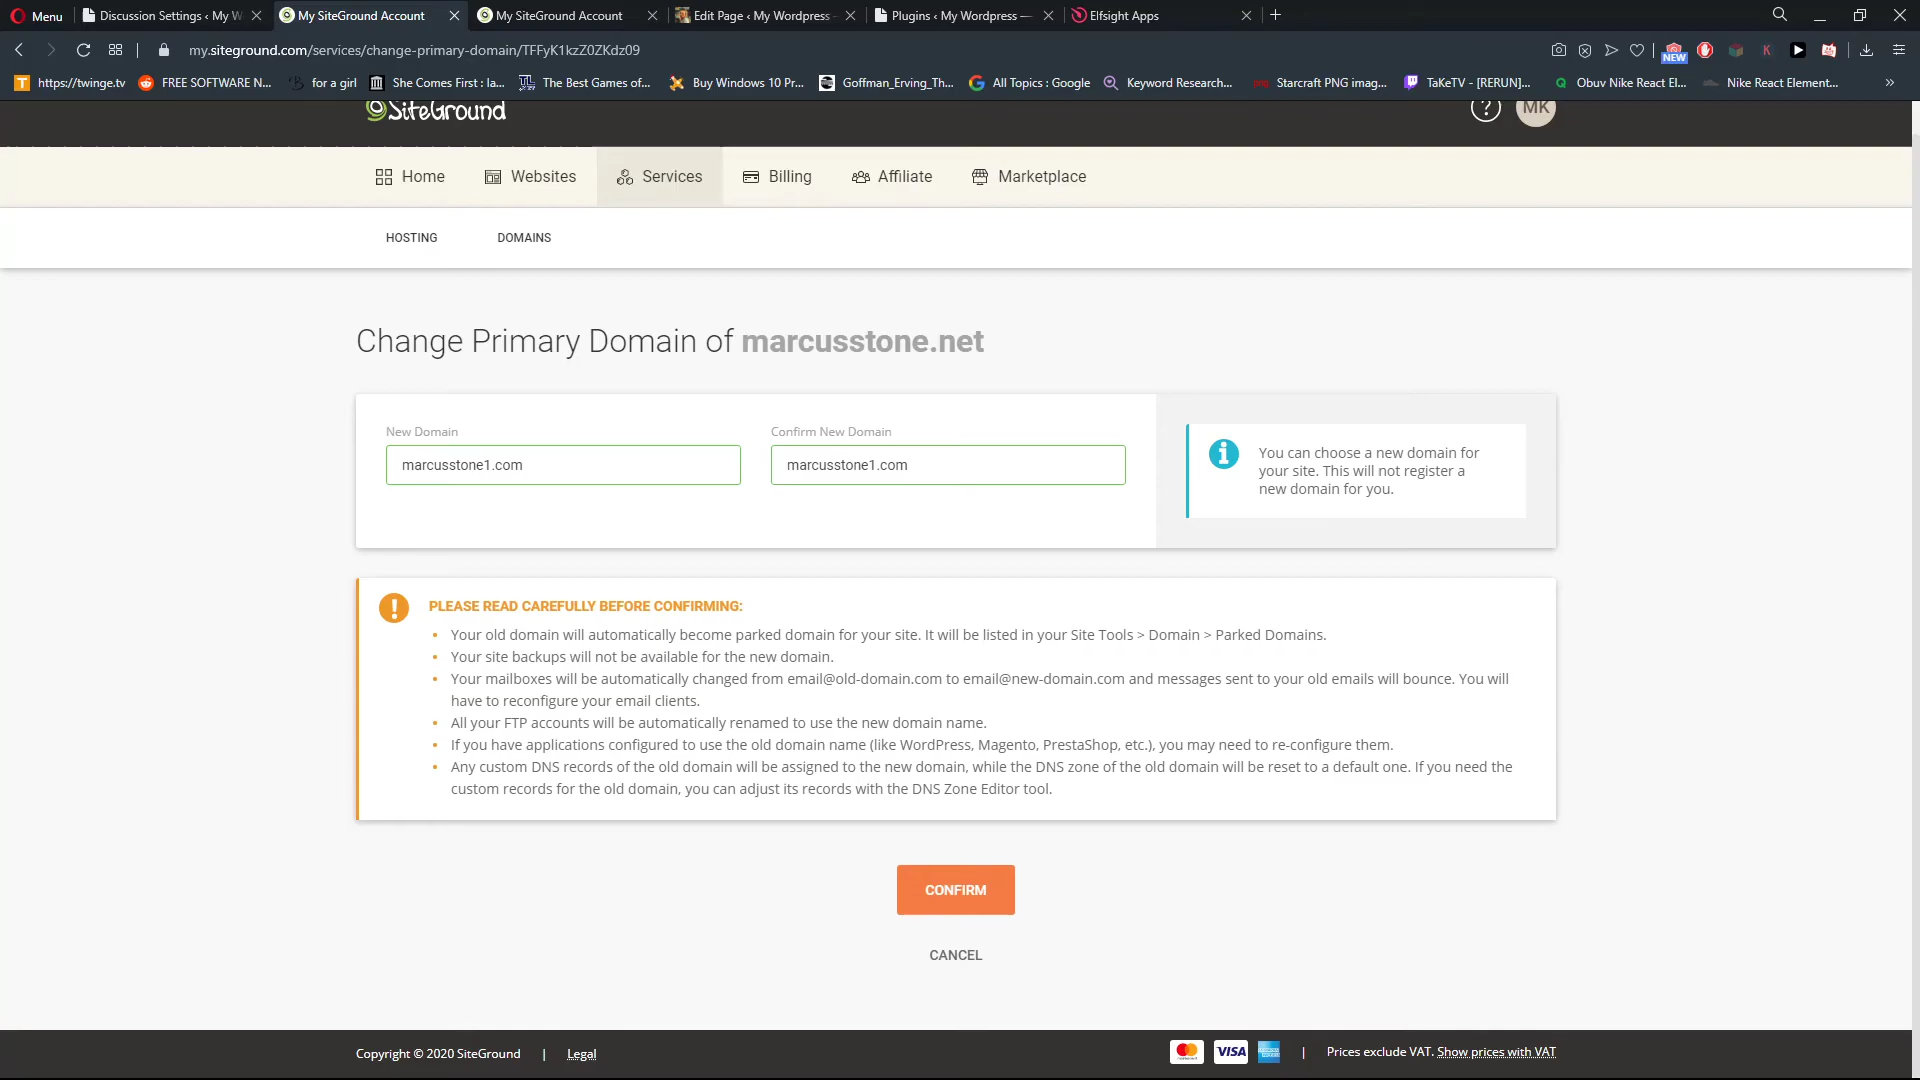 Menu
Discussion Settings ‹ My W
My SiteGround Account
My SiteGround Account
Edit Page ‹ My Wordpress
Plugins ‹ My Wordpress —
Elfsight Apps
my.siteground.com/services/change-primary-domain/TFFyK1kzZ0ZKdz09
NEW
K
T
https://twinge.tv
FREE SOFTWARE N...
for a girl
She Comes First : Ia...
The Best Games of...
Buy Windows 10 Pr...
Goffman_Erving_Th...
All Topics : Google
Keyword Research...
png
Starcraft PNG imag...
TaKeTV - [RERUN]...
Obuv Nike React El...
Nike React Element...
SiteGround
?
MK
Home
Websites
Services
Billing
Affiliate
Marketplace
HOSTING
DOMAINS
Change Primary Domain of marcusstone.net
New Domain
Confirm New Domain
marcusstone1.com
marcusstone1.com
You can choose a new domain for
your site. This will not register a
new domain for you.
PLEASE READ CAREFULLY BEFORE CONFIRMING:
Your old domain will automatically become parked domain for your site. It will be listed in your Site Tools > Domain > Parked Domains.
Your site backups will not be available for the new domain.
Your mailboxes will be automatically changed from email@old-domain.com to email@new-domain.com and messages sent to your old emails will bounce. You will
have to reconfigure your email clients.
All your FTP accounts will be automatically renamed to use the new domain name.
If you have applications configured to use the old domain name (like WordPress, Magento, PrestaShop, etc.), you may need to re-configure them.
Any custom DNS records of the old domain will be assigned to the new domain, while the DNS zone of the old domain will be reset to a default one. If you need the
custom records for the old domain, you can adjust its records with the DNS Zone Editor tool.
CONFIRM
CANCEL
Copyright © 2020 SiteGround | Legal
VISA
| Prices exclude VAT. Show prices with VAT